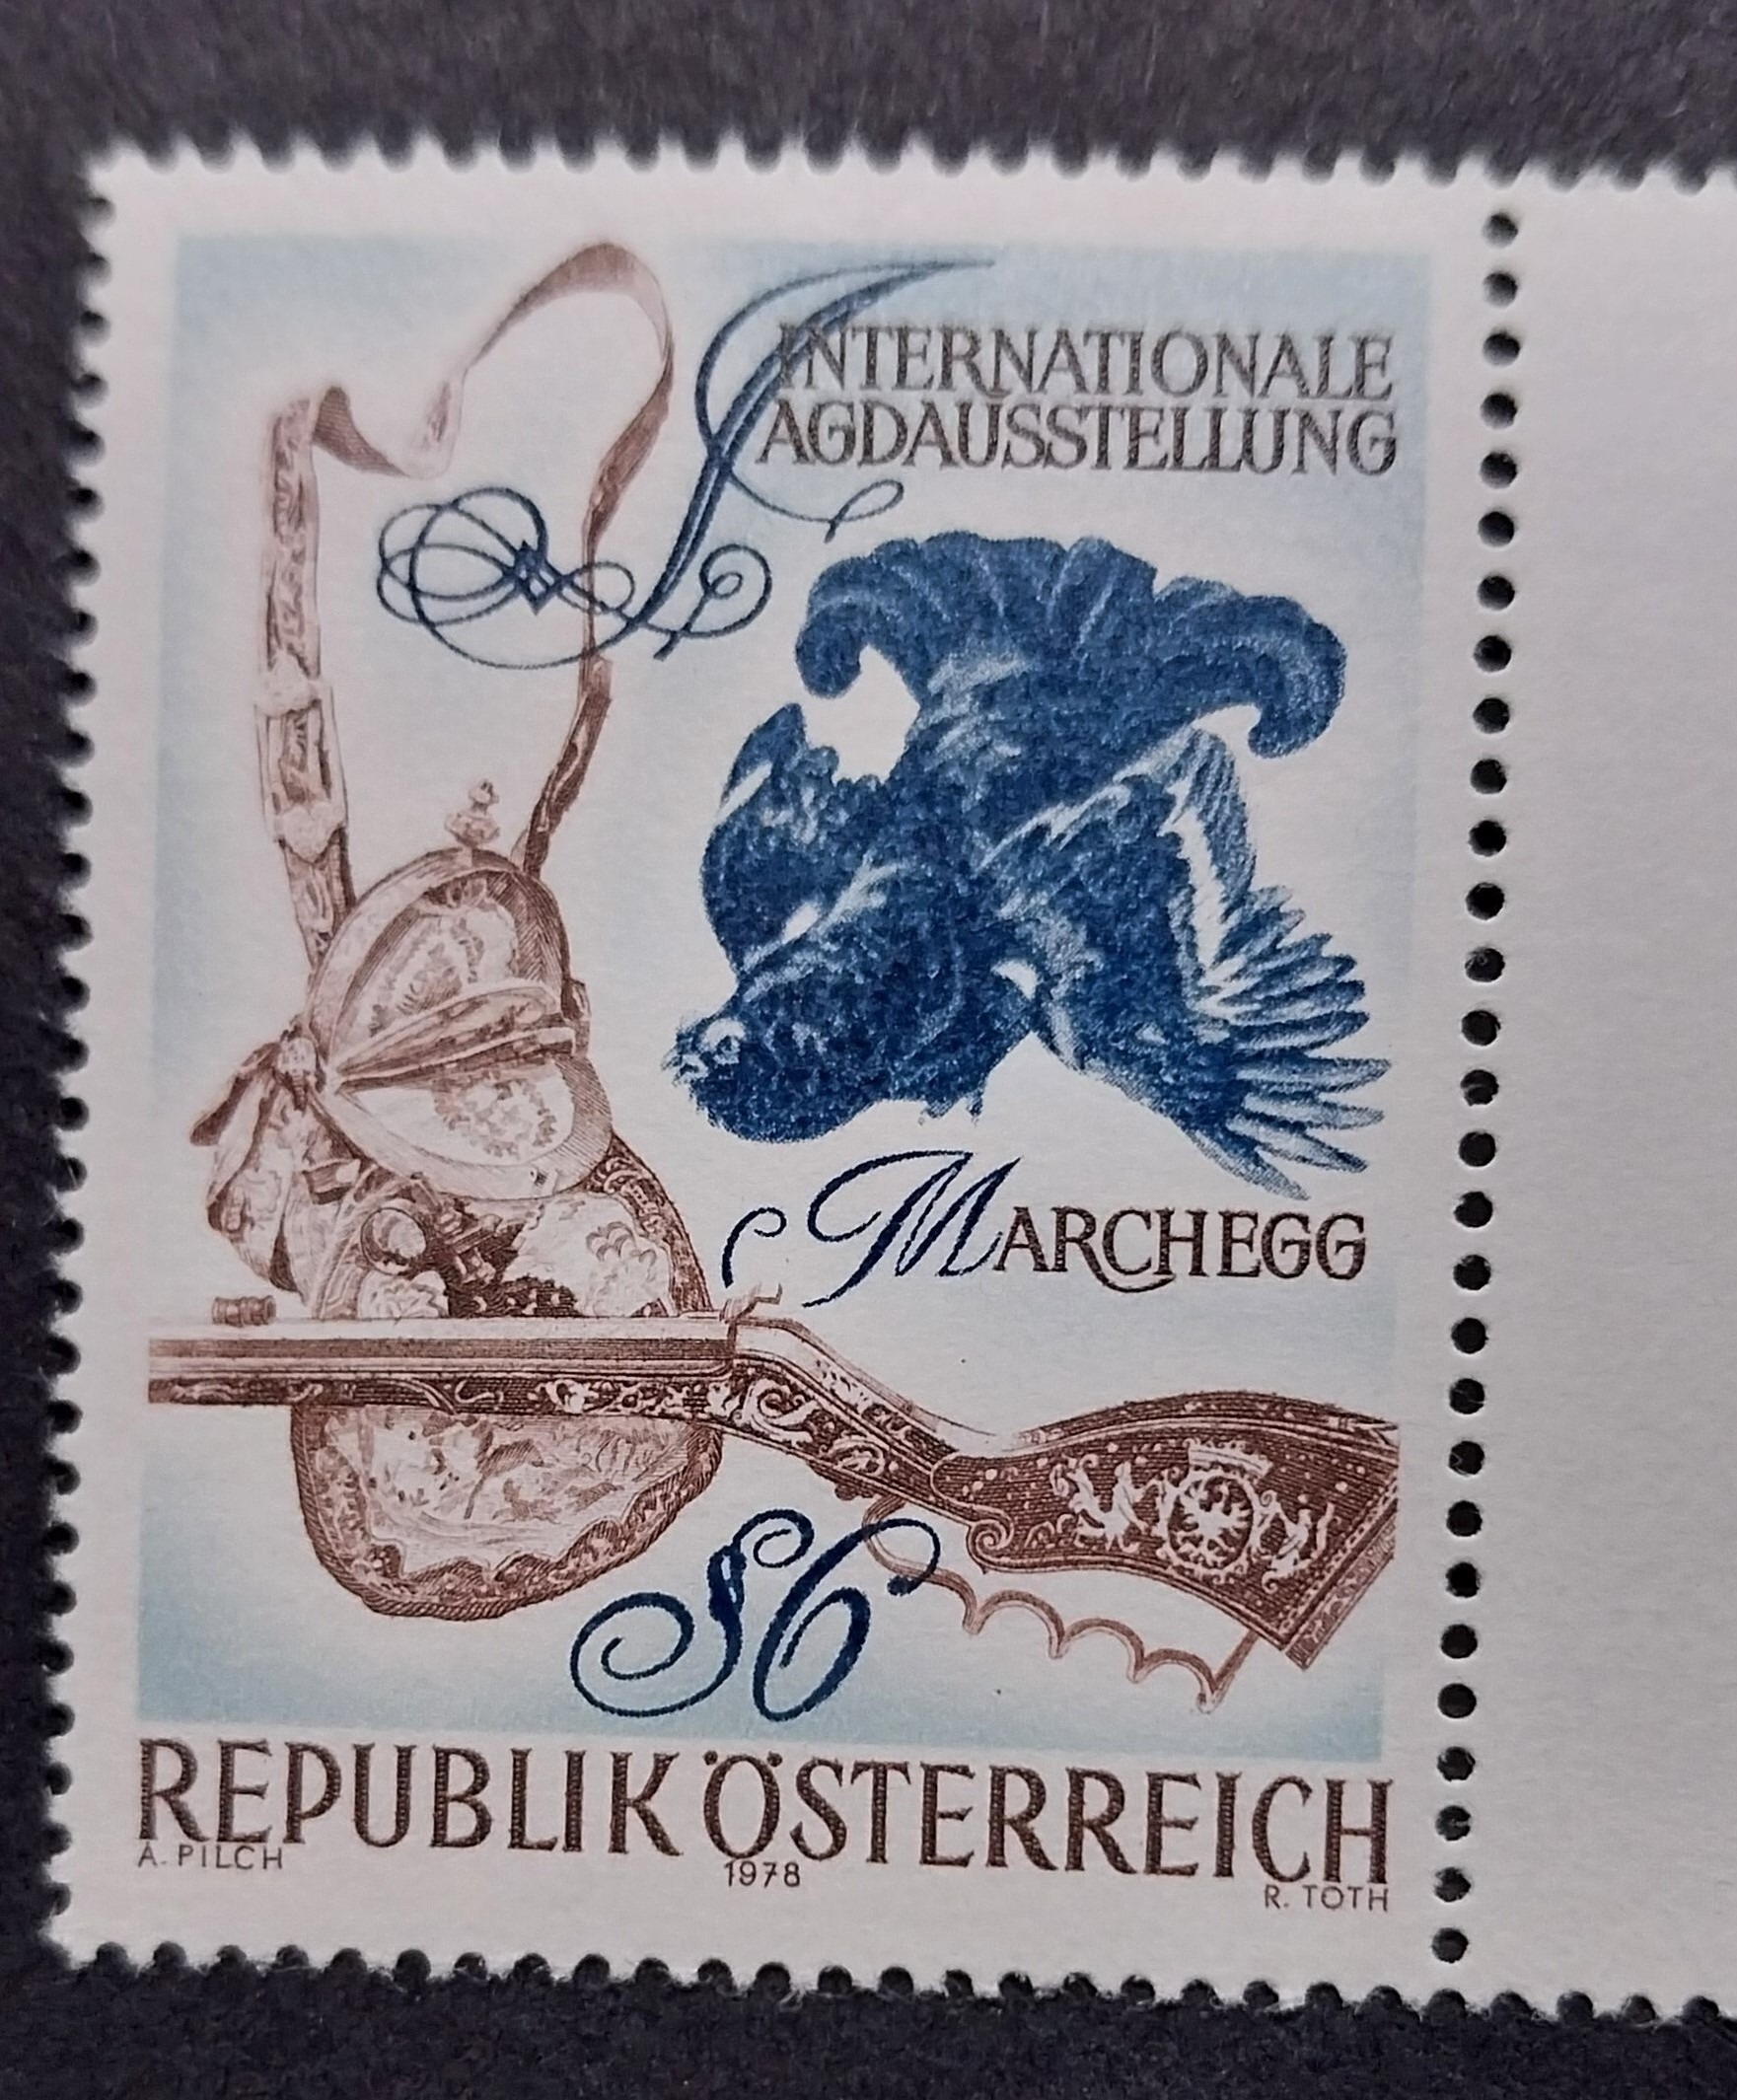 INTERNATIONALE
JAGDAUSSTELLUNG
MARCHEGG
S6
REPUBLIK ÖSTERREICH
A. PILCH
1978
R. TOTH